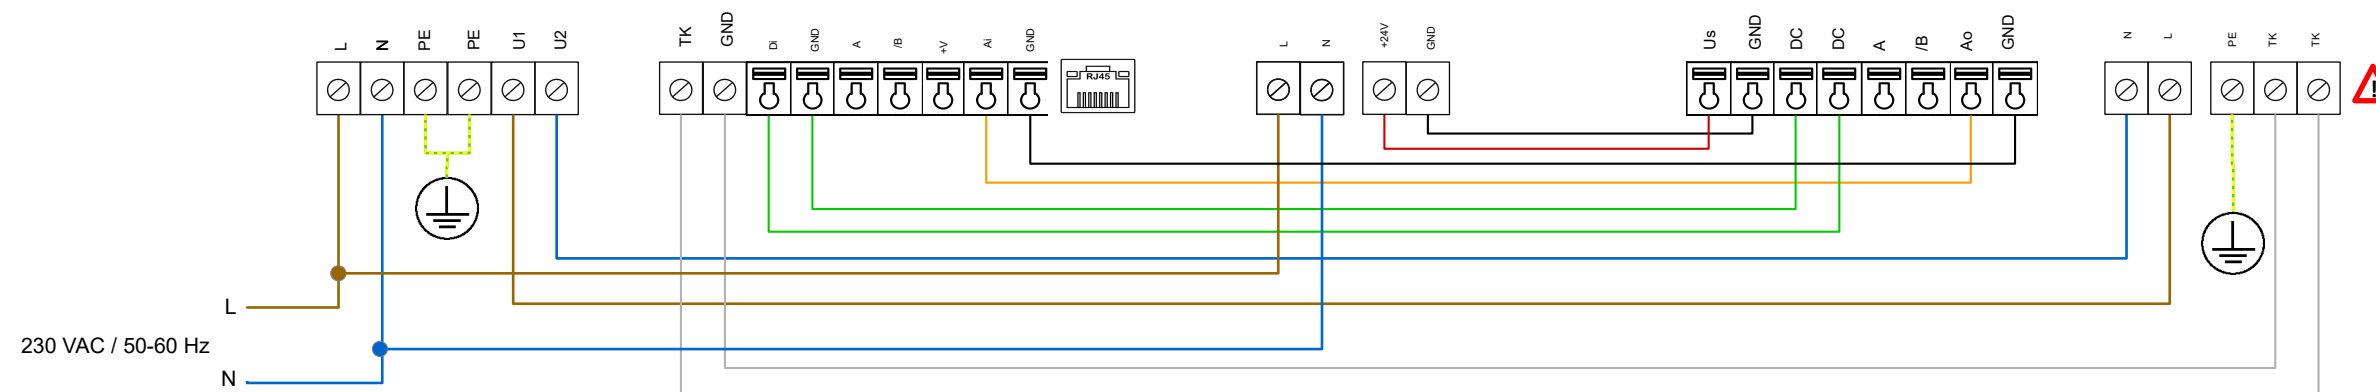 L N PE PE U1 U2
TK GND Di GND A /B +V Ai GND
RJ45
L N
+24V GND
Us GND DC DC A /B Ao GND
N L
PE TK TK
!
L
230 VAC / 50-60 Hz
N